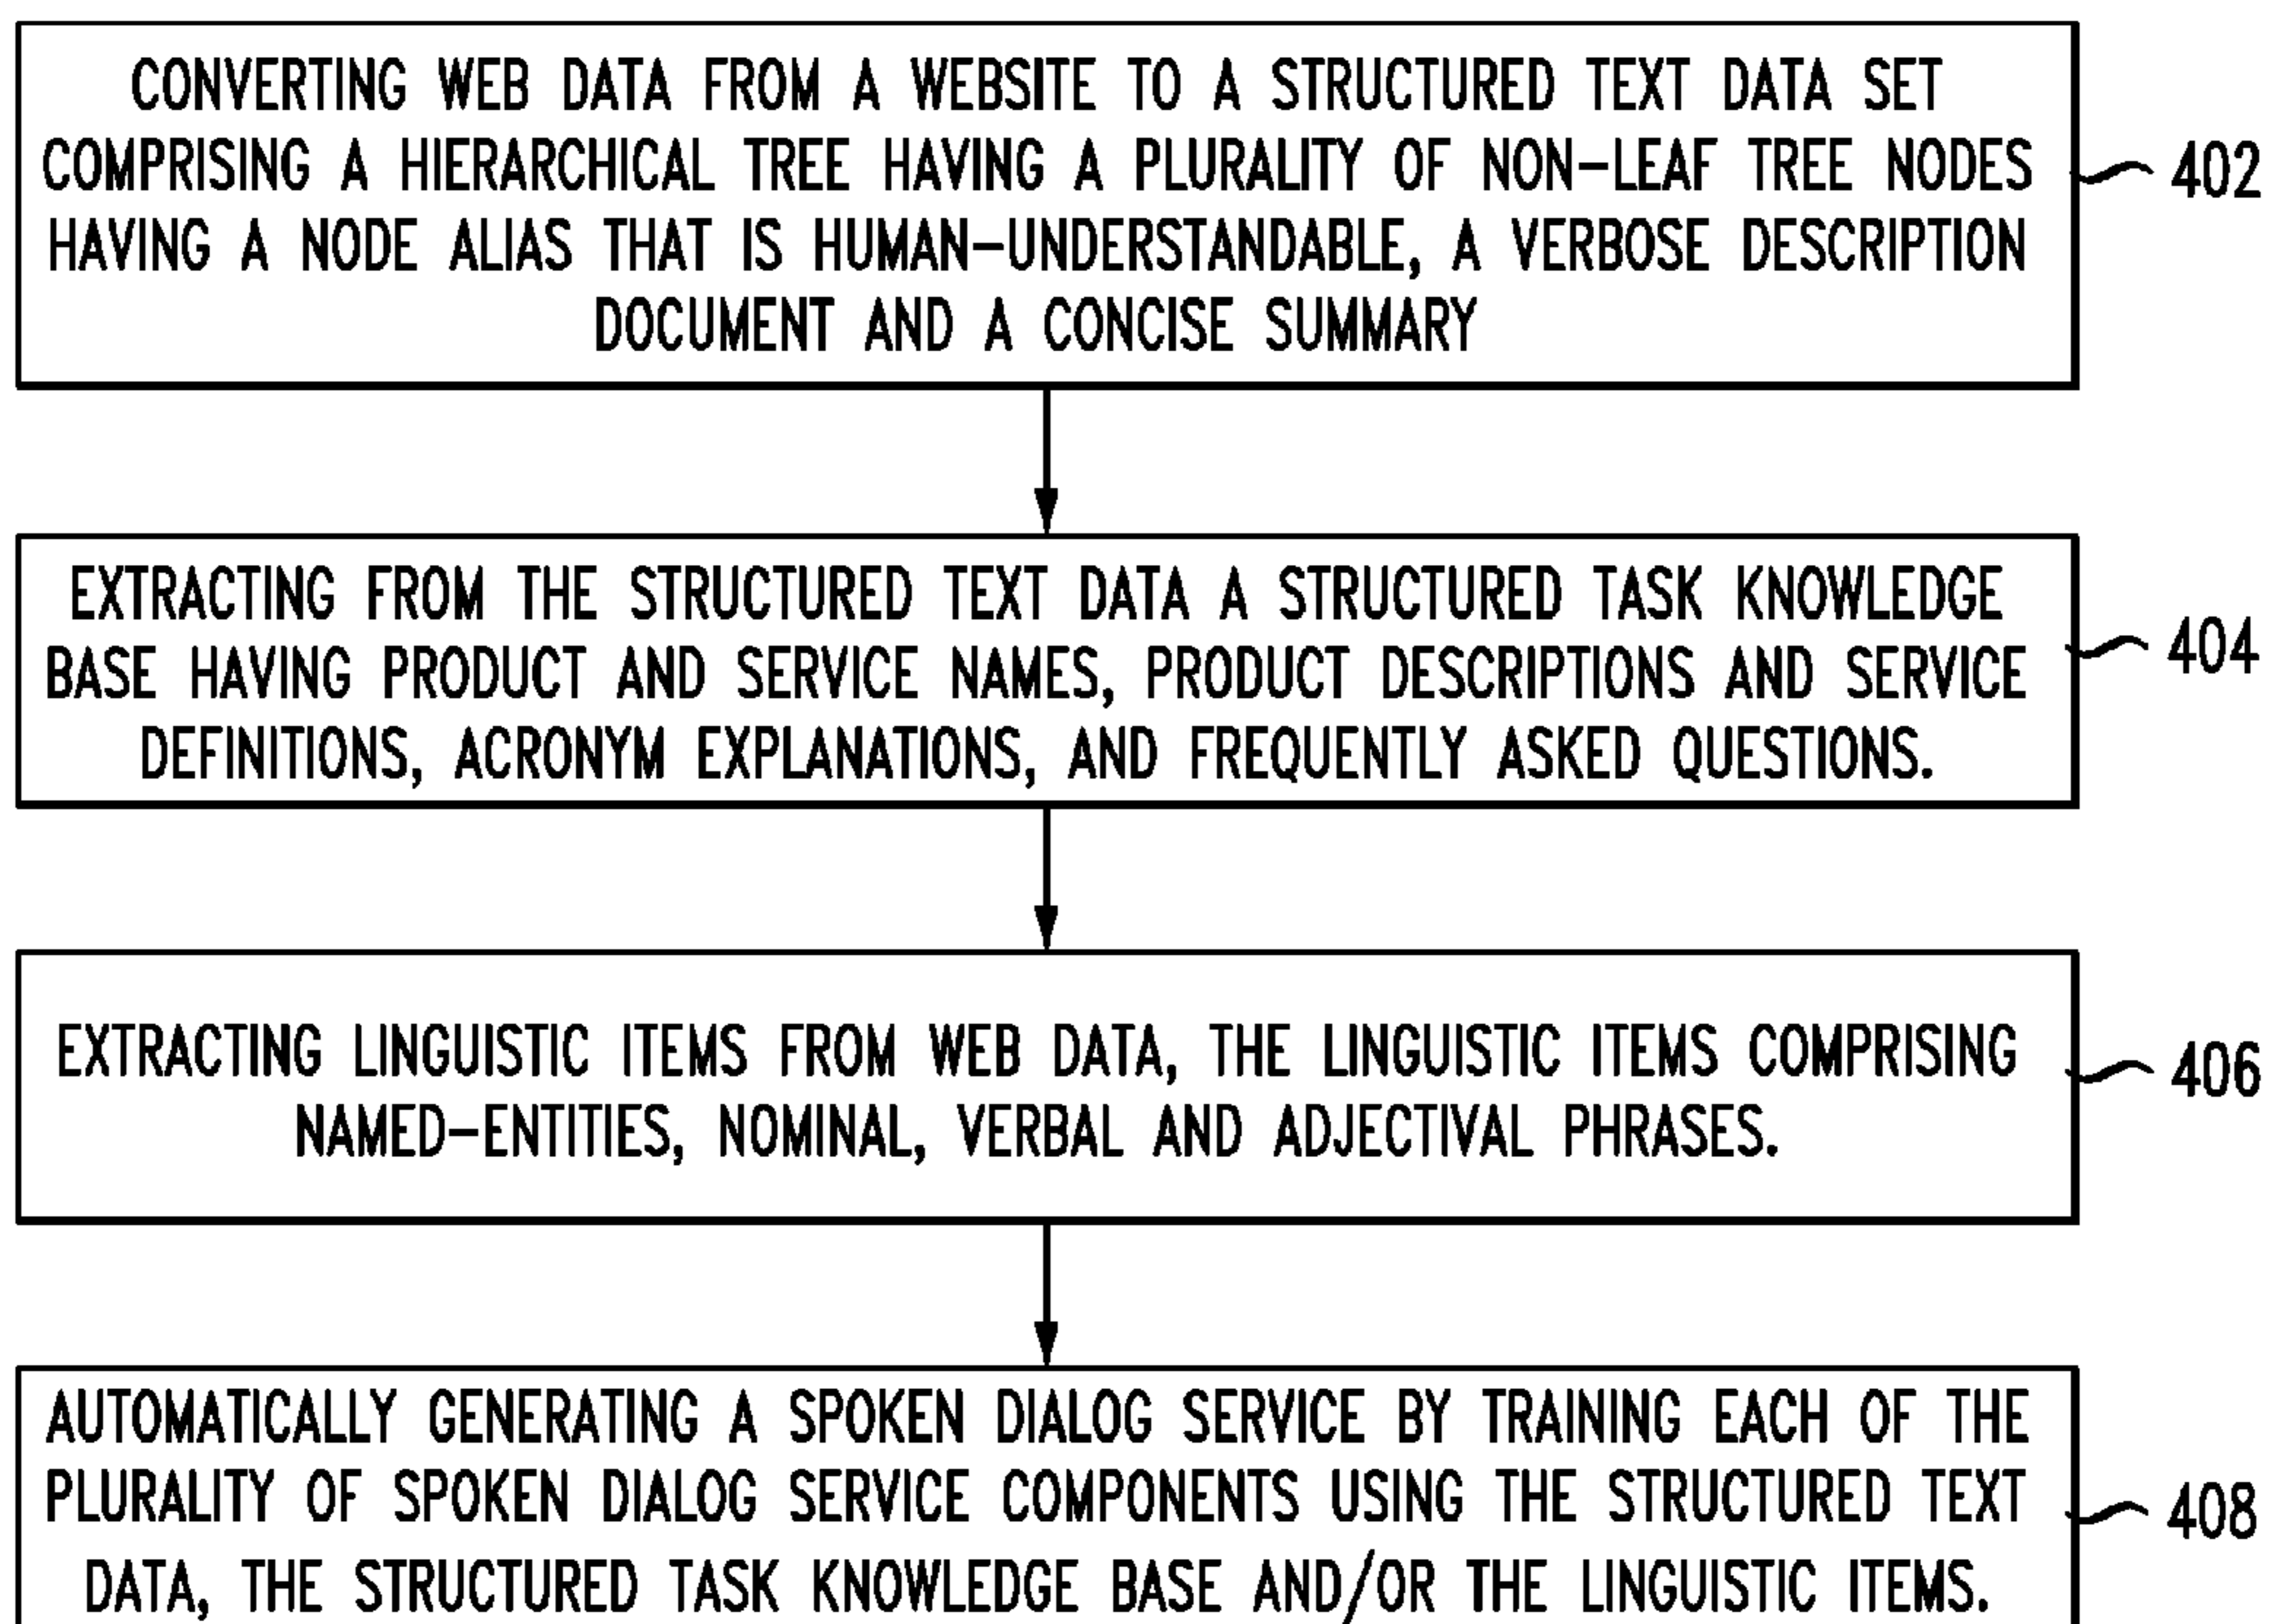 CONVERTING WEB DATA FROM A WEBSITE TO A STRUCTURED TEXT DATA SET
COMPRISING A HIERARCHICAL TREE HAVING A PLURALITY OF NON-LEAF TREE NODES
HAVING A NODE ALIAS THAT IS HUMAN-UNDERSTANDABLE, A VERBOSE DESCRIPTION
DOCUMENT AND A CONCISE SUMMARY
402
EXTRACTING FROM THE STRUCTURED TEXT DATA A STRUCTURED TASK KNOWLEDGE
BASE HAVING PRODUCT AND SERVICE NAMES, PRODUCT DESCRIPTIONS AND SERVICE
DEFINITIONS, ACRONYM EXPLANATIONS, AND FREQUENTLY ASKED QUESTIONS.
404
EXTRACTING LINGUISTIC ITEMS FROM WEB DATA, THE LINGUISTIC ITEMS COMPRISING
NAMED-ENTITIES, NOMINAL, VERBAL AND ADJECTIVAL PHRASES.
406
AUTOMATICALLY GENERATING A SPOKEN DIALOG SERVICE BY TRAINING EACH OF THE
PLURALITY OF SPOKEN DIALOG SERVICE COMPONENTS USING THE STRUCTURED TEXT
DATA, THE STRUCTURED TASK KNOWLEDGE BASE AND/OR THE LINGUISTIC ITEMS.
408